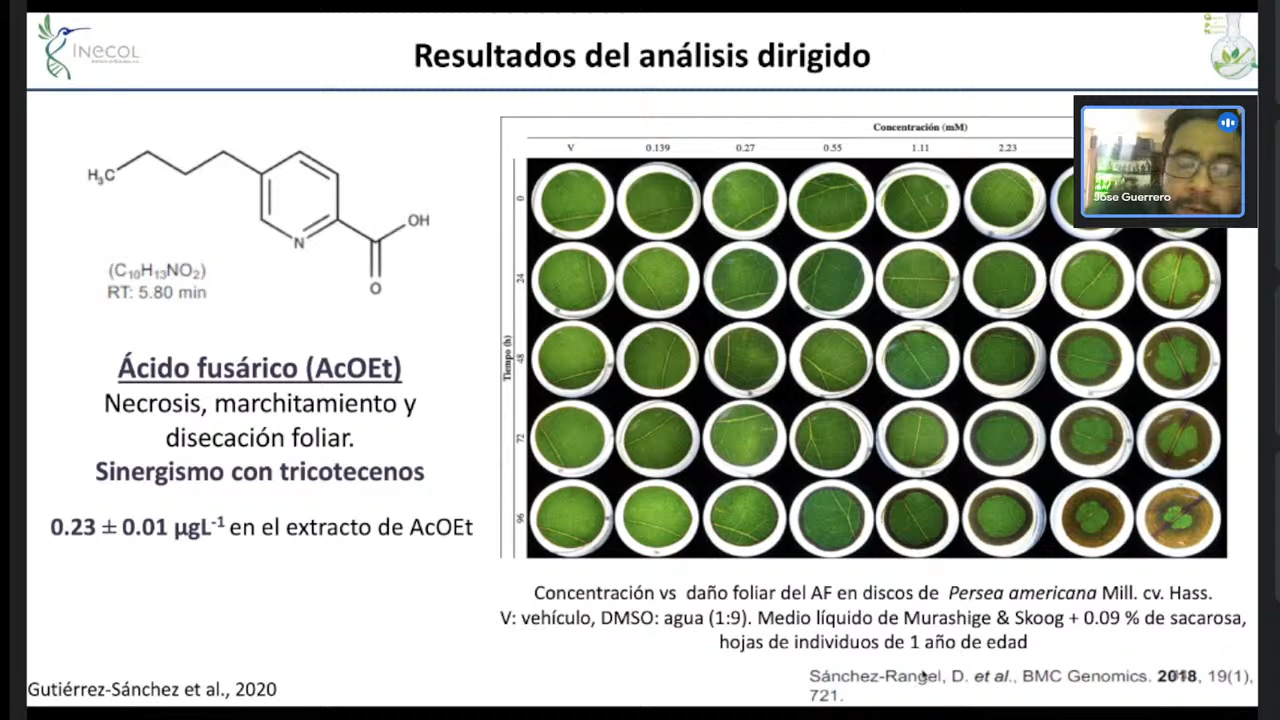 INECOL
Resultados del análisis dirigido
Jose Guerrero
H₃C
N
OH
O
(C₁₀H₁₃NO₂)
RT: 5.80 min
Ácido fusárico (AcOEt)
Necrosis, marchitamiento y
disecación foliar.
Sinergismo con tricotecenos
0.23 ± 0.01 µgL⁻¹ en el extracto de AcOEt
Concentración (mM)
V 0.139 0.27 0.55 1.11 2.23
Tiempo (h)
0
24
48
72
96
Concentración vs daño foliar del AF en discos de Persea americana Mill. cv. Hass.
V: vehículo, DMSO: agua (1:9). Medio líquido de Murashige & Skoog + 0.09 % de sacarosa,
hojas de individuos de 1 año de edad
Gutiérrez-Sánchez et al., 2020
Sánchez-Rangel, D. et al., BMC Genomics. 2018, 19(1),
721.